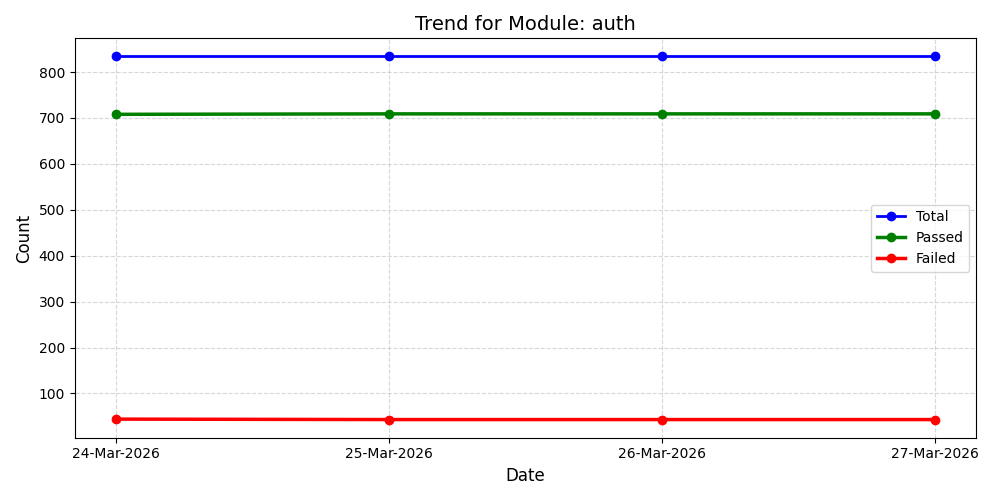 Trend for Module: auth
Count
800
700
600
500
400
300
200
100
Total
Passed
Failed
24-Mar-2026
25-Mar-2026
26-Mar-2026
27-Mar-2026
Date